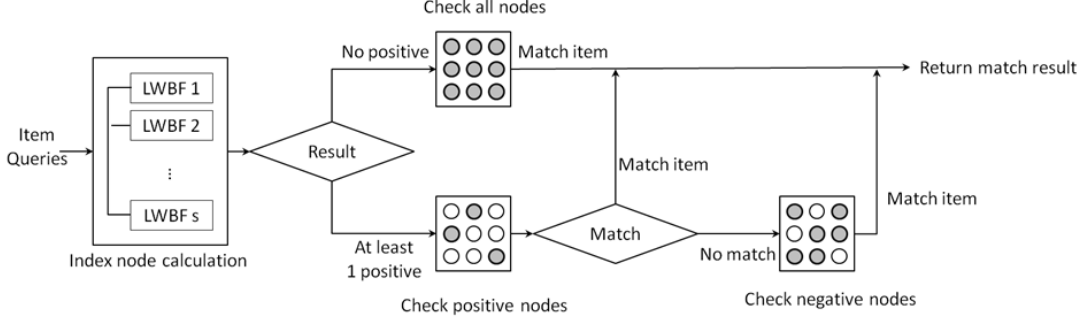 Check all nodes
No positive
Match item
Return match result
LWBF 1
LWBF 2
...
LWBF s
Item
Queries
Index node calculation
Result
Match item
At least
1 positive
Check positive nodes
Match
No match
Match item
Check negative nodes